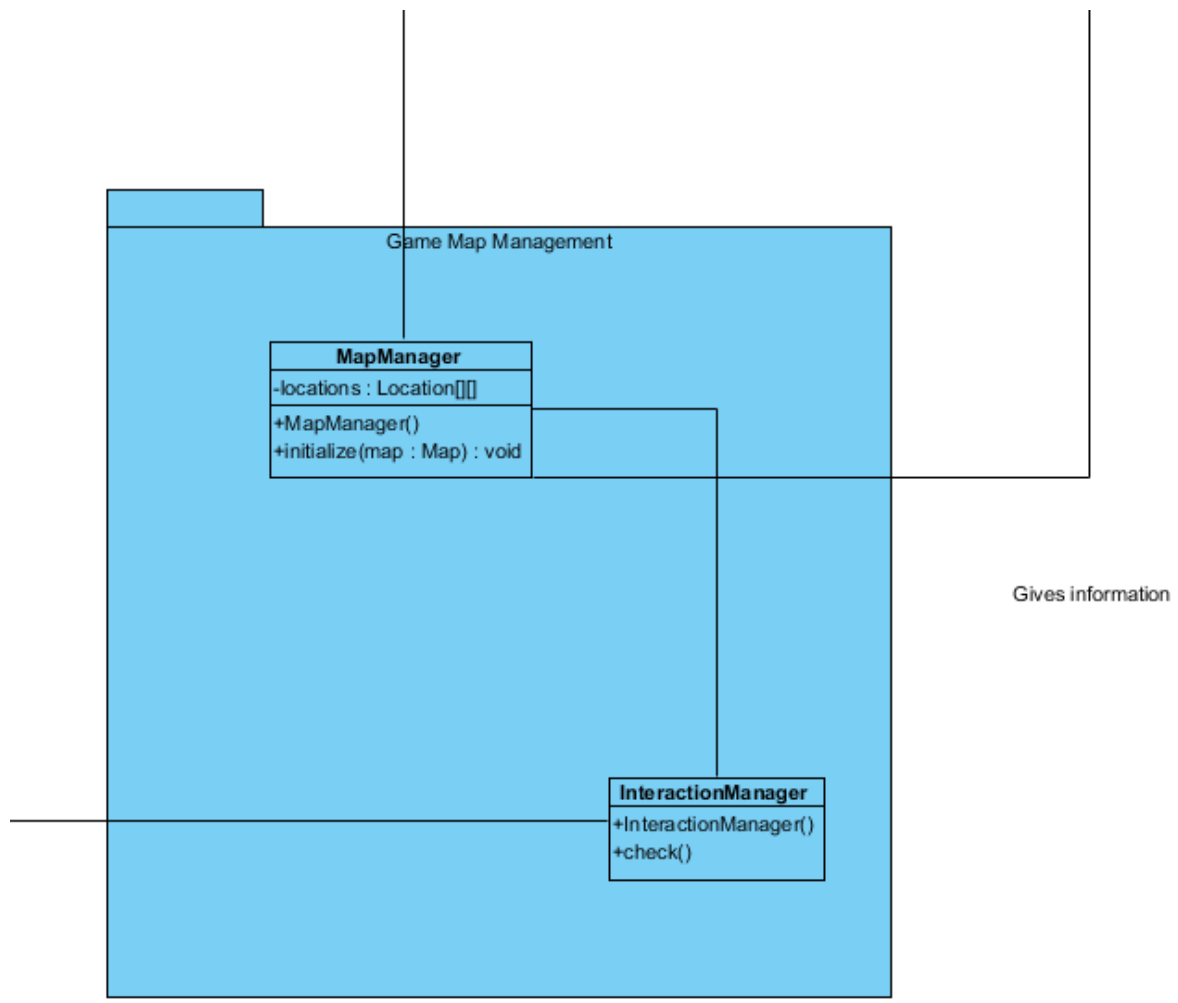 Game Map Management
MapManager
-locations : Location[][]
+MapManager()
+initialize(map : Map) : void
Gives information
InteractionManager
+InteractionManager()
+check()